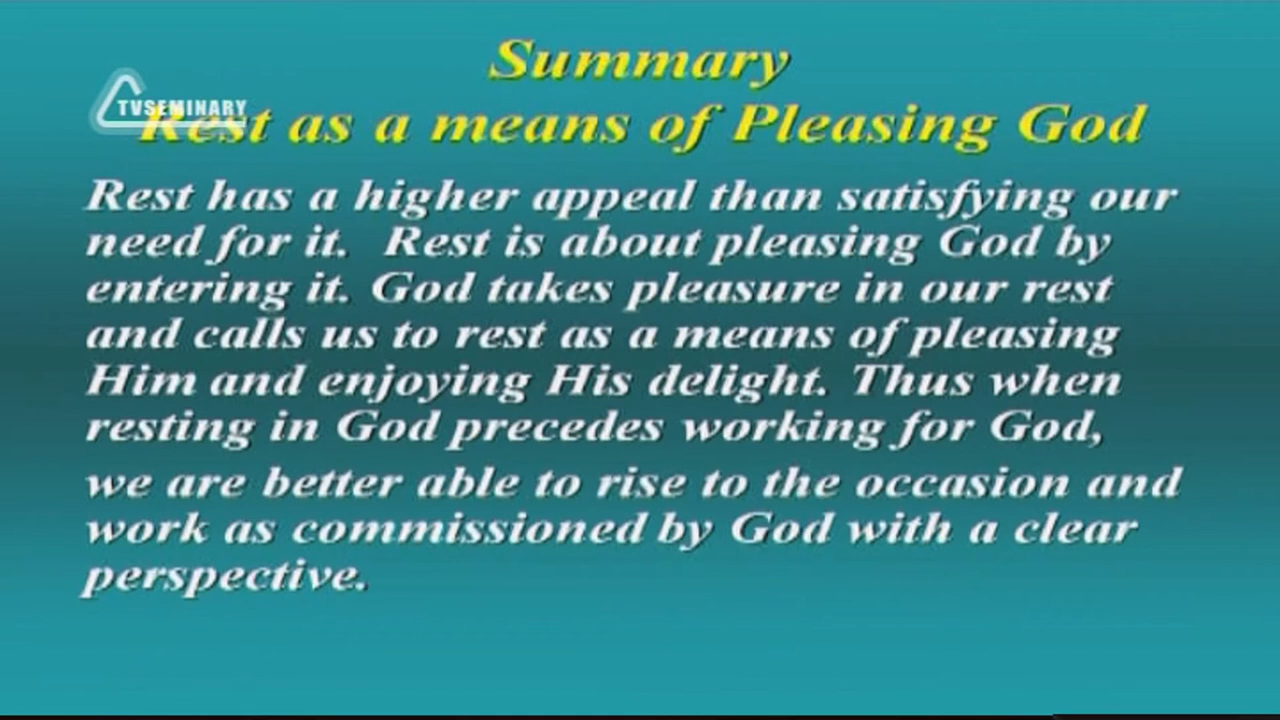 Summary
TVSEMINARY
Rest as a means of Pleasing God
Rest has a higher appeal than satisfying our
need for it. Rest is about pleasing God by
entering it. God takes pleasure in our rest
and calls us to rest as a means of pleasing
Him and enjoying His delight. Thus when
resting in God precedes working for God,
we are better able to rise to the occasion and
work as commissioned by God with a clear
perspective.